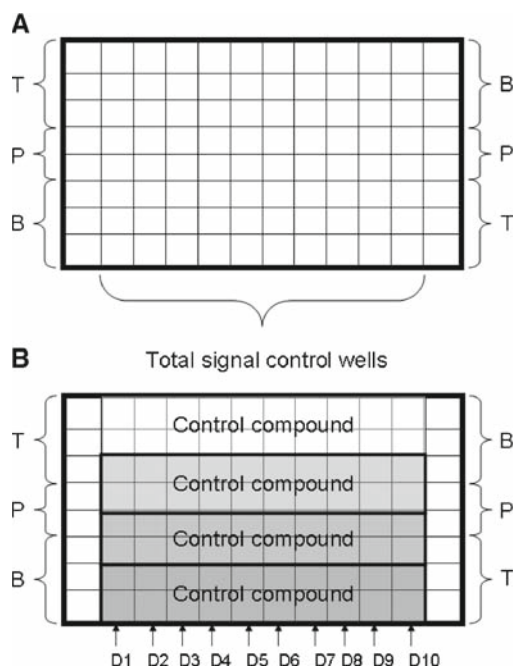 A
T
B
P
P
B
T
Total signal control wells
B
T
Control compound
B
Control compound
P
P
Control compound
B
Control compound
T
D1 D2 D3 D4 D5 D6 D7 D8 D9 D10